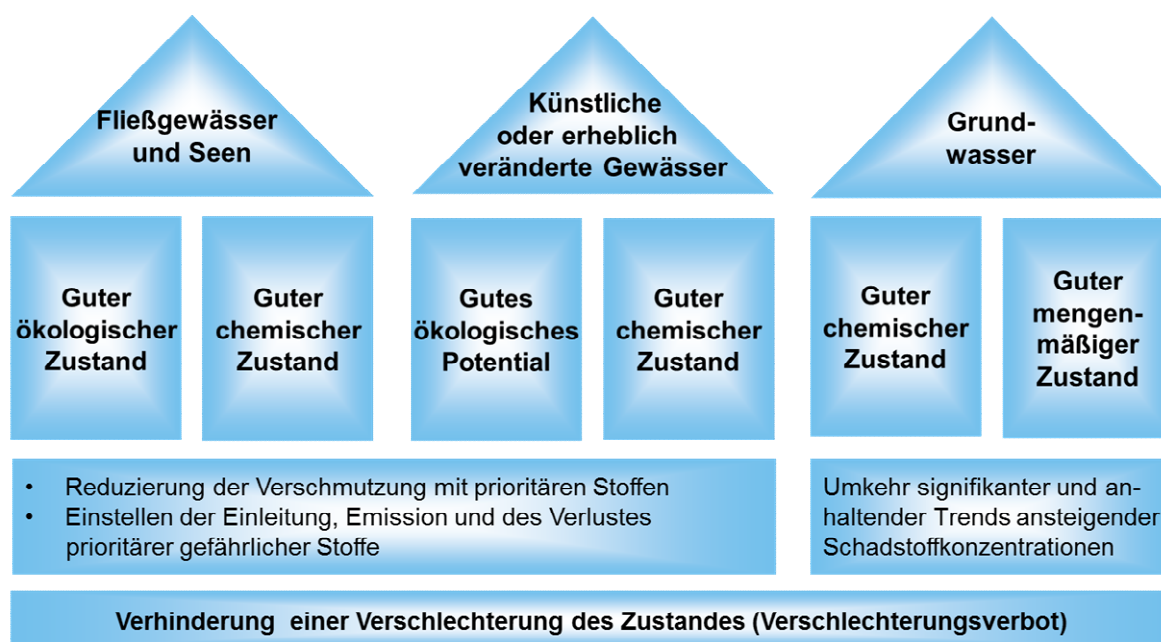 Fließgewässer
und Seen
Künstliche
oder erheblich
veränderte Gewässer
Grund-
wasser
Guter
ökologischer
Zustand
Guter
chemischer
Zustand
Gutes
ökologisches
Potential
Guter
chemischer
Zustand
Guter
chemischer
Zustand
Guter
mengen-
mäßiger
Zustand
• Reduzierung der Verschmutzung mit prioritären Stoffen
• Einstellen der Einleitung, Emission und des Verlustes
prioritärer gefährlicher Stoffe
Umkehr signifikanter und an-
haltender Trends ansteigender
Schadstoffkonzentrationen
Verhinderung einer Verschlechterung des Zustandes (Verschlechterungsverbot)